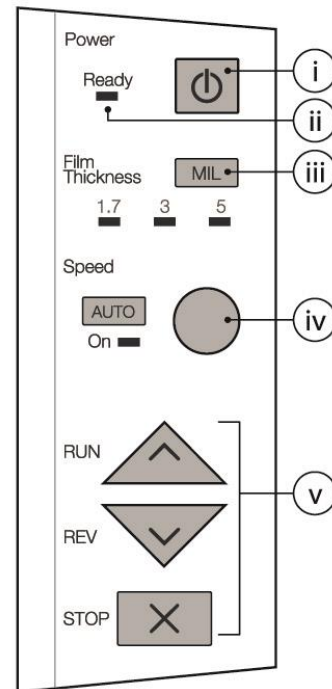 Power
i
Ready
ii
Film
Thickness
MIL
iii
1.7 3 5
Speed
AUTO
iv
On
RUN
REV
v
STOP